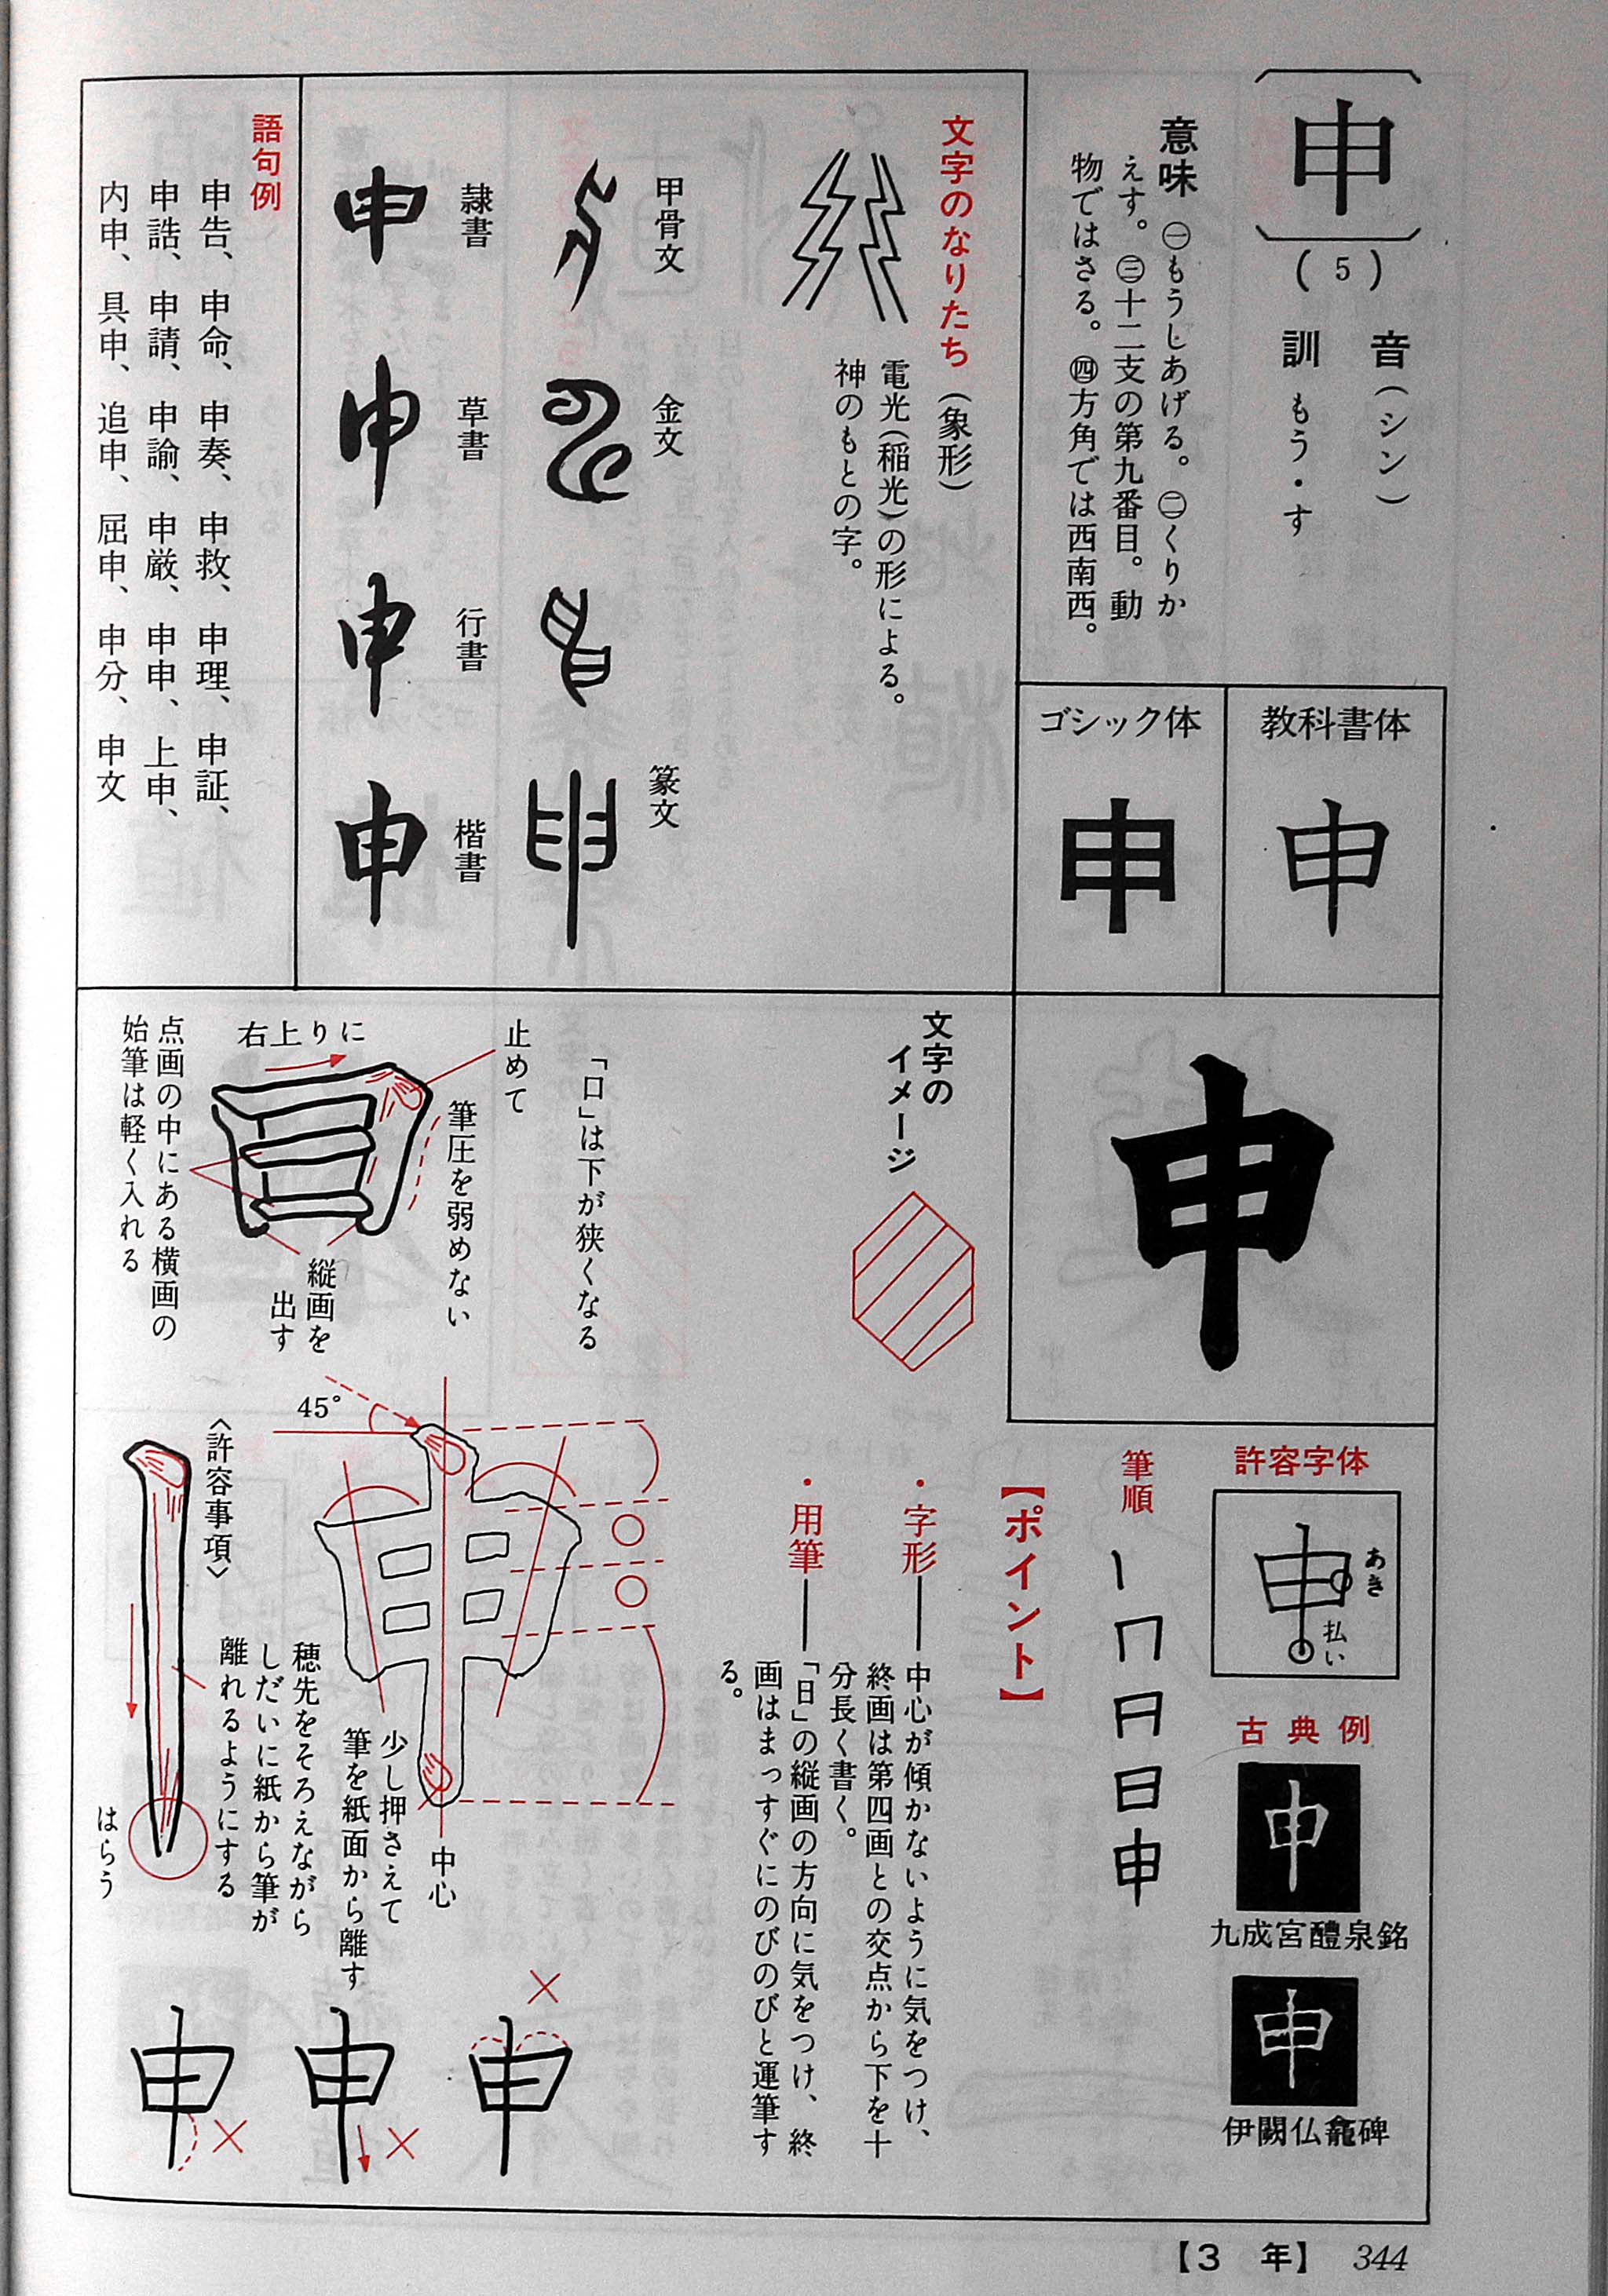 申
(5)
音(シン)
訓 もう・す
意味 ㊀もうしあげる。㊁くりか
えす。㊂十二支の第九番目。動
物ではさる。㊃方角では西南西。
教科書体
申
ゴシック体
申
文字のなりたち(象形)
電光(稲光)の形による。
神のもとの字。
甲骨文
金文
篆文
隷書
申
草書
申
行書
申
楷書
申
語句例
申告、申命、申奏、申救、申理、申証、
申誥、申請、申諭、申厳、申申、上申、
内申、具申、追申、屈申、申分、申文
申
許容字体
申
あき
払い
古典例
申
九成宮醴泉銘
申
伊闕仏龕碑
筆順
丨 冂 日 日 申
文字の
イメージ
【ポイント】
・字形――中心が傾かないように気をつけ、
終画は第四画との交点から下を十
分長く書く。
・用筆――「日」の縦画の方向に気をつけ、終
画はまっすぐにのびのびと運筆す
る。
「口」は下が狭くなる
止めて
筆圧を弱めない
右上りに
縦画を
出す
点画の中にある横画の
始筆は軽く入れる
45°
中心
少し押さえて
筆を紙面から離す
〈許容事項〉
穂先をそろえながら
しだいに紙から筆が
離れるようにする
はらう
申
申
申
【3 年】 344